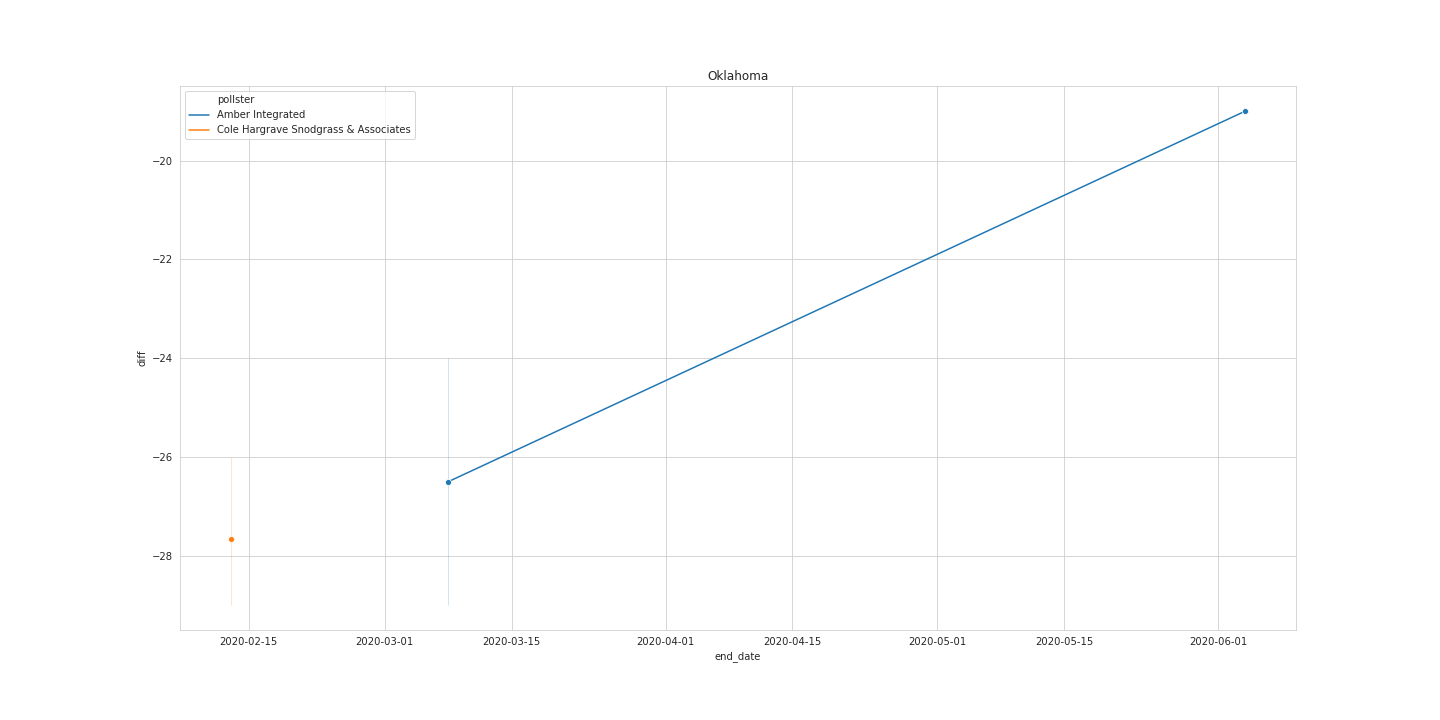 Oklahoma
pollster
Amber Integrated
Cole Hargrave Snodgrass & Associates
−20
−22
−24
−26
−28
diff
2020-02-15 2020-03-01 2020-03-15 2020-04-01 2020-04-15 2020-05-01 2020-05-15 2020-06-01
end_date